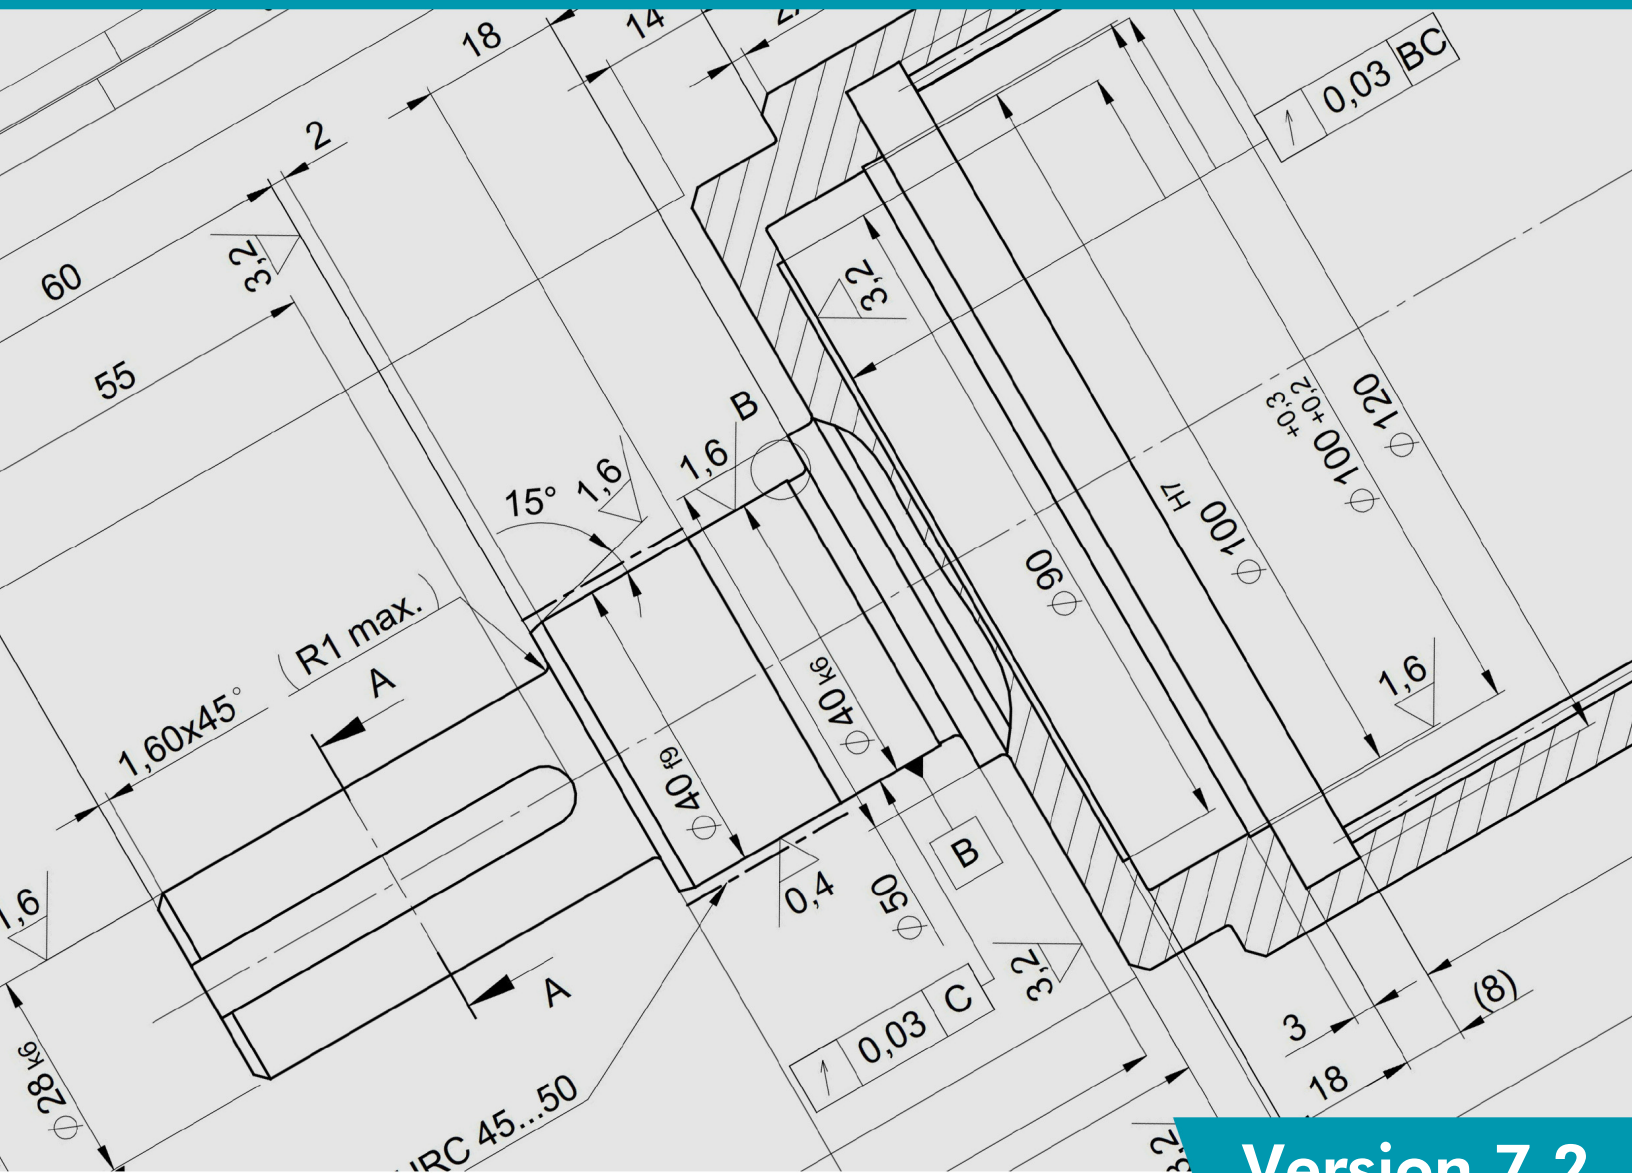 18
14
2
BC
0,03
60
3,2
55
3,2
B
1,6
1,6
15°
+0,3
+0,2
⌀100
⌀120
H7
⌀100
⌀90
R1 max.
A
1,60x45°
⌀40 k6
⌀40 f9
1,6
1,6
B
0,4
⌀50
A
0,03 C
3,2
(8)
3
18
⌀28 k6
HRC 45...50
3,2
Version 7.2